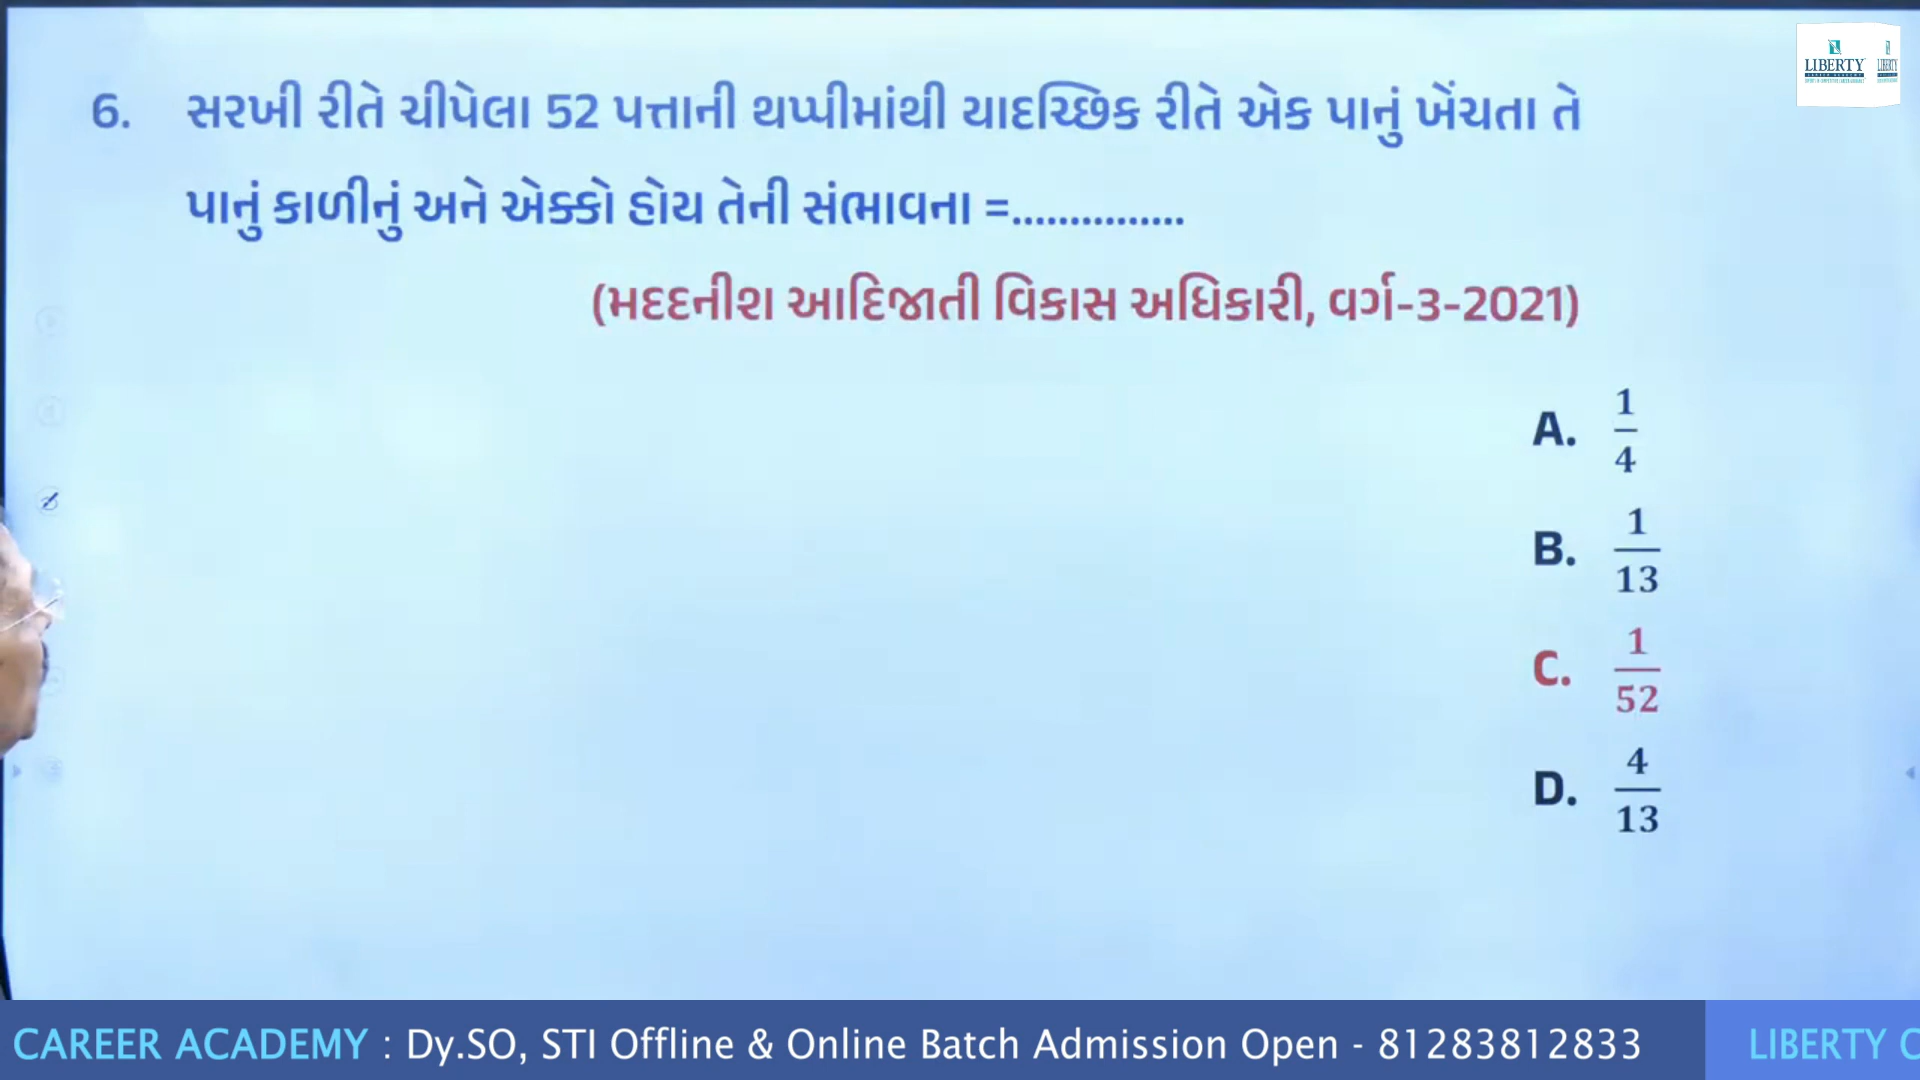 LIBERTY
LIBERTY
6. સરખી રીતે ચીપેલા 52 પત્તાની થપ્પીમાંથી યાદચ્છિક રીતે એક પાનું ખેંચતા તે
પાનું કાળીનું અને એક્કો હોય તેની સંભાવના =...............
(મદદનીશ આદિજાતી વિકાસ અધિકારી, વર્ગ-3-2021)
A. 1/4
B. 1/13
C. 1/52
D. 4/13
CAREER ACADEMY : Dy.SO, STI Offline & Online Batch Admission Open - 81283812833 LIBERTY C